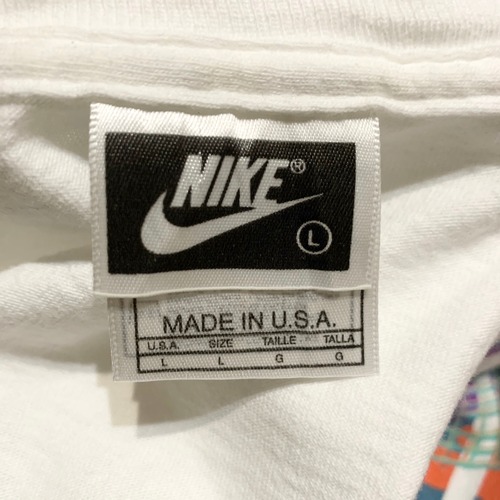 NIKE®
L
MADE IN U.S.A.
U.S.A. SIZE TAILLE TALLA
L L G G